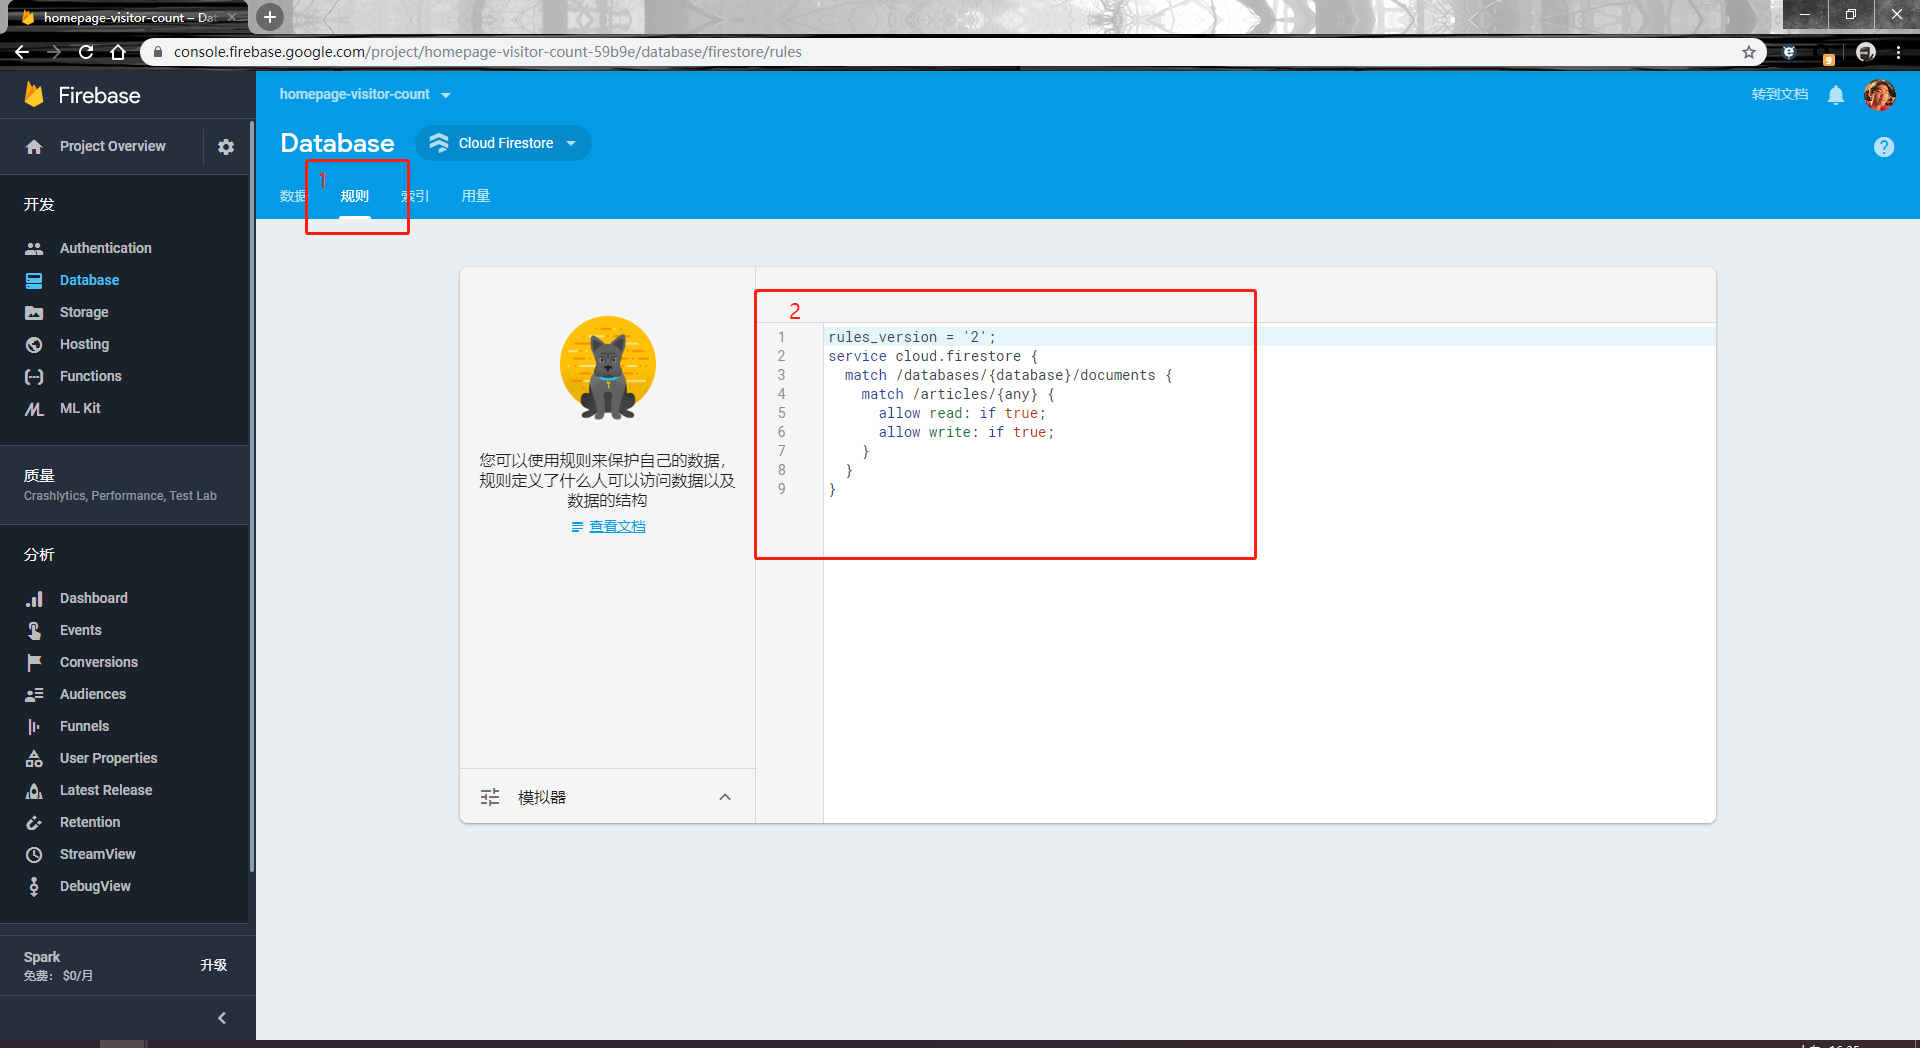 homepage-visitor-count – Dat
console.firebase.google.com/project/homepage-visitor-count-59b9e/database/firestore/rules
9
Firebase
homepage-visitor-count
转到文档
Project Overview
Database
Cloud Firestore
1
数据
规则
索引
用量
开发
Authentication
Database
Storage
Hosting
Functions
ML Kit
质量
Crashlytics, Performance, Test Lab
分析
Dashboard
Events
Conversions
Audiences
Funnels
User Properties
Latest Release
Retention
StreamView
DebugView
Spark
免费： $0/月
升级
您可以使用规则来保护自己的数据，
规则定义了什么人可以访问数据以及
数据的结构
查看文档
模拟器
2
1 rules_version = '2';
2 service cloud.firestore {
3 match /databases/{database}/documents {
4 match /articles/{any} {
5 allow read: if true;
6 allow write: if true;
7 }
8 }
9 }